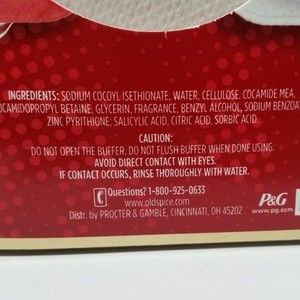 INGREDIENTS: SODIUM COCOYL ISETHIONATE, WATER, CELLULOSE, COCAMIDE MEA,
OCAMIDOPROPYL BETAINE, GLYCERIN, FRAGRANCE, BENZYL ALCOHOL, SODIUM BENZOA
ZINC PYRITHIONE, SALICYLIC ACID, CITRIC ACID, SORBIC ACID.
CAUTION:
DO NOT OPEN THE BUFFER. DO NOT FLUSH BUFFER WHEN DONE USING.
AVOID DIRECT CONTACT WITH EYES.
IF CONTACT OCCURS, RINSE THOROUGHLY WITH WATER.
Questions? 1-800-925-0633
www.oldspice.com
Distr. by PROCTER & GAMBLE, CINCINNATI, OH 45202
P&G
www.pg.com